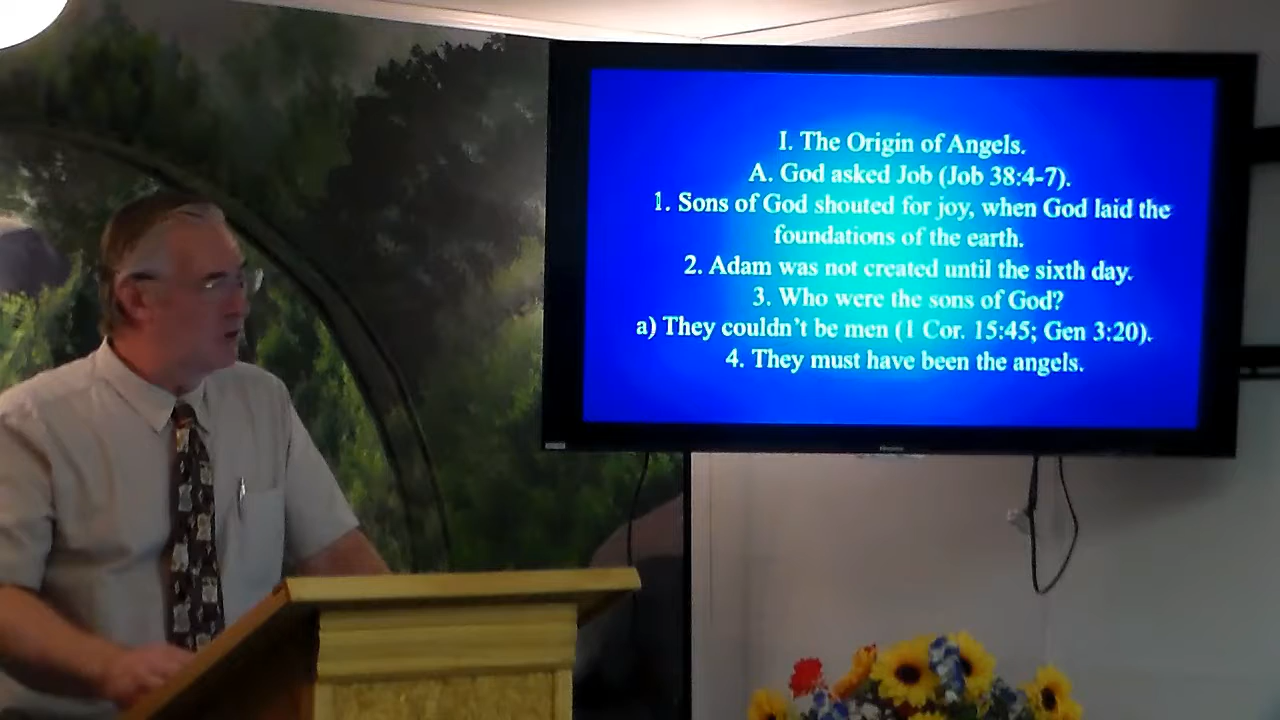 I. The Origin of Angels.
A. God asked Job (Job 38:4-7).
1. Sons of God shouted for joy, when God laid the
foundations of the earth.
2. Adam was not created until the sixth day.
3. Who were the sons of God?
a) They couldn't be men (1 Cor. 15:45; Gen 3:20).
4. They must have been the angels.